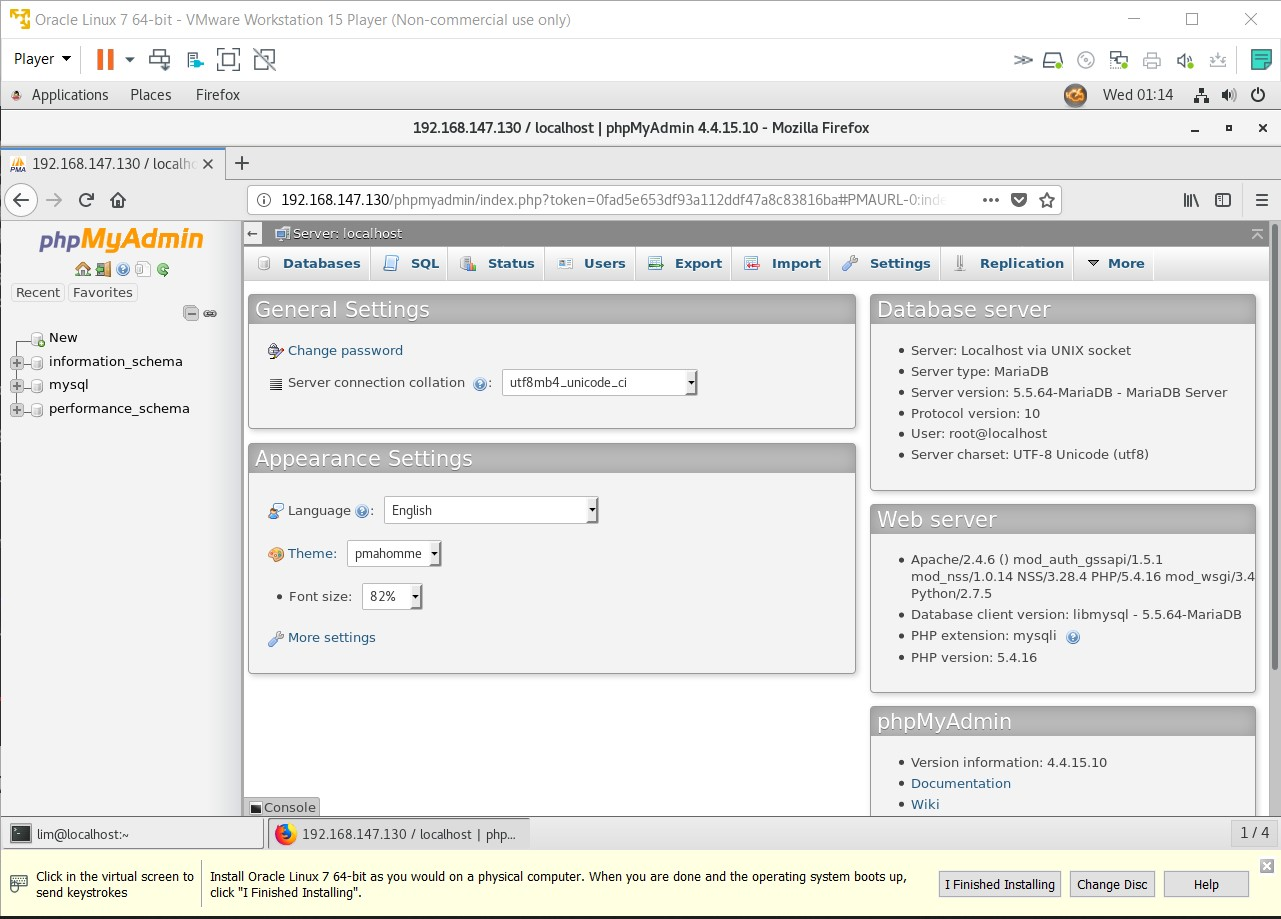 Oracle Linux 7 64-bit - VMware Workstation 15 Player (Non-commercial use only)
Player
Applications Places Firefox Wed 01:14
192.168.147.130 / localhost | phpMyAdmin 4.4.15.10 - Mozilla Firefox
PMA 192.168.147.130 / localho
192.168.147.130/phpmyadmin/index.php?token=0fad5e653df93a112ddf47a8c83816ba#PMAURL-0:inde
phpMyAdmin
Recent Favorites
New
information_schema
mysql
performance_schema
Server: localhost
Databases SQL Status Users Export Import Settings Replication More
General Settings
Change password
Server connection collation : utf8mb4_unicode_ci
Appearance Settings
Language : English
Theme: pmahomme
Font size: 82%
More settings
Database server
Server: Localhost via UNIX socket
Server type: MariaDB
Server version: 5.5.64-MariaDB - MariaDB Server
Protocol version: 10
User: root@localhost
Server charset: UTF-8 Unicode (utf8)
Web server
Apache/2.4.6 () mod_auth_gssapi/1.5.1
mod_nss/1.0.14 NSS/3.28.4 PHP/5.4.16 mod_wsgi/3.4
Python/2.7.5
Database client version: libmysql - 5.5.64-MariaDB
PHP extension: mysqli
PHP version: 5.4.16
phpMyAdmin
Version information: 4.4.15.10
Documentation
Wiki
Console
lim@localhost:~ 192.168.147.130 / localhost | php... 1 / 4
Click in the virtual screen to
send keystrokes
Install Oracle Linux 7 64-bit as you would on a physical computer. When you are done and the operating system boots up,
click "I Finished Installing".
I Finished Installing Change Disc Help